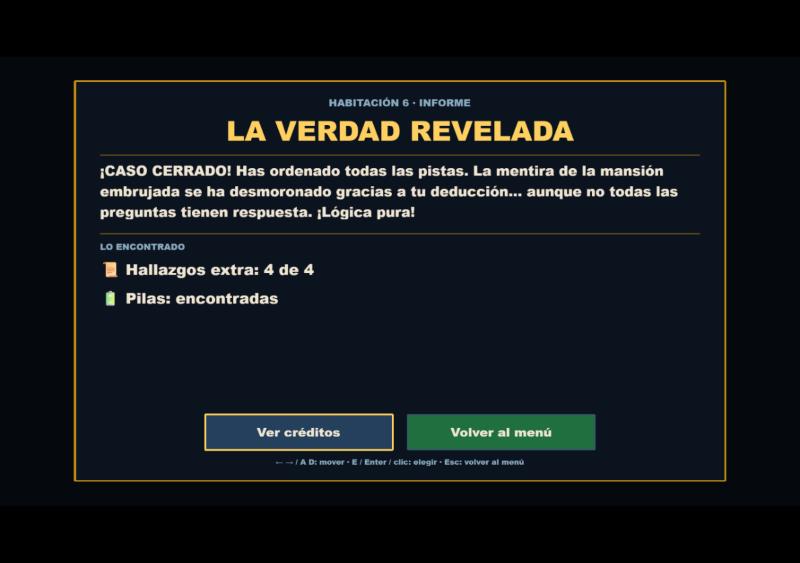 HABITACIÓN 6 · INFORME
LA VERDAD REVELADA
¡CASO CERRADO! Has ordenado todas las pistas. La mentira de la mansión
embrujada se ha desmoronado gracias a tu deducción... aunque no todas las
preguntas tienen respuesta. ¡Lógica pura!
LO ENCONTRADO
📜 Hallazgos extra: 4 de 4
🔋 Pilas: encontradas
Ver créditos
Volver al menú
← → / A D: mover · E / Enter / clic: elegir · Esc: volver al menú